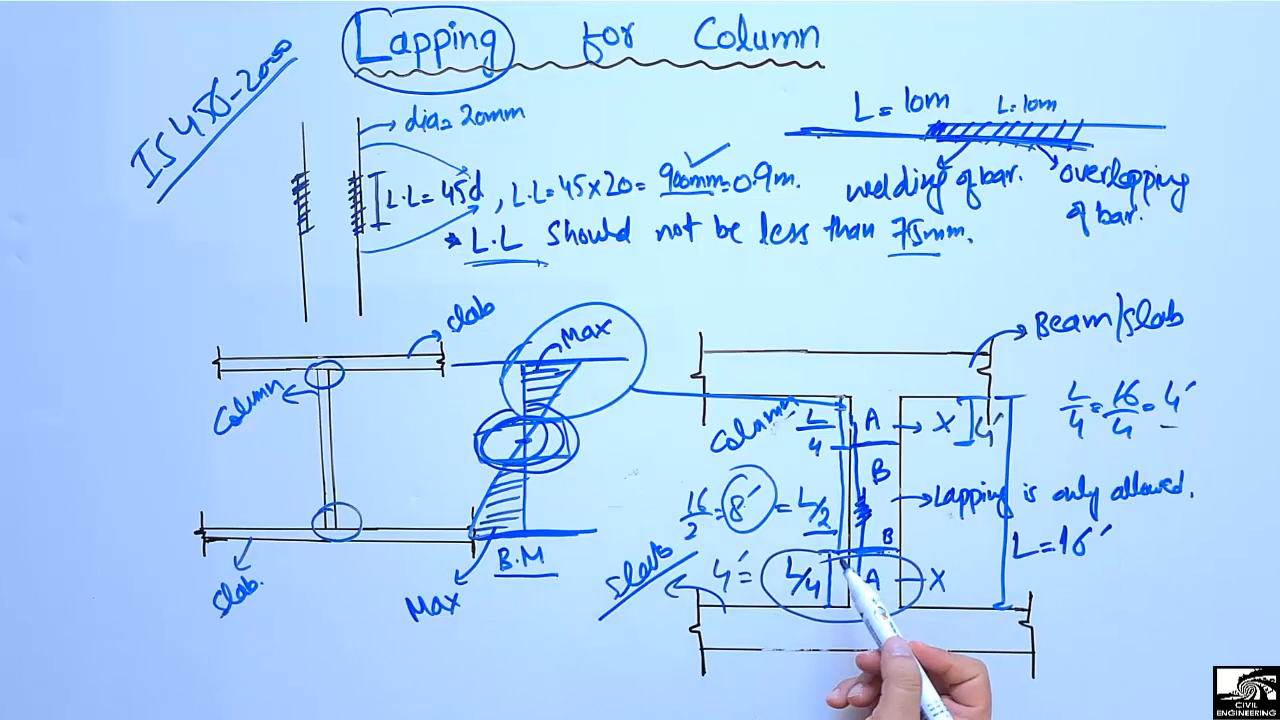 Lapping for Column
IS 456-2000
dia= 20mm
L.L= 45d, L.L= 45x20= 900mm=0.9m.
* L.L should not be less than 75mm.
L= 10m
L=10m
welding of bar.
overlapping
of bar.
slab
Column
slab.
Max
Max
B.M
Beam/slab
Column
L/4
A → X
4'
L/4 = 16/4 = 4'
B
16/2 = 8' = L/2
Lapping is only allowed.
B
L=16'
slab
4' = L/4
A – X
CIVIL
ENGINEERING